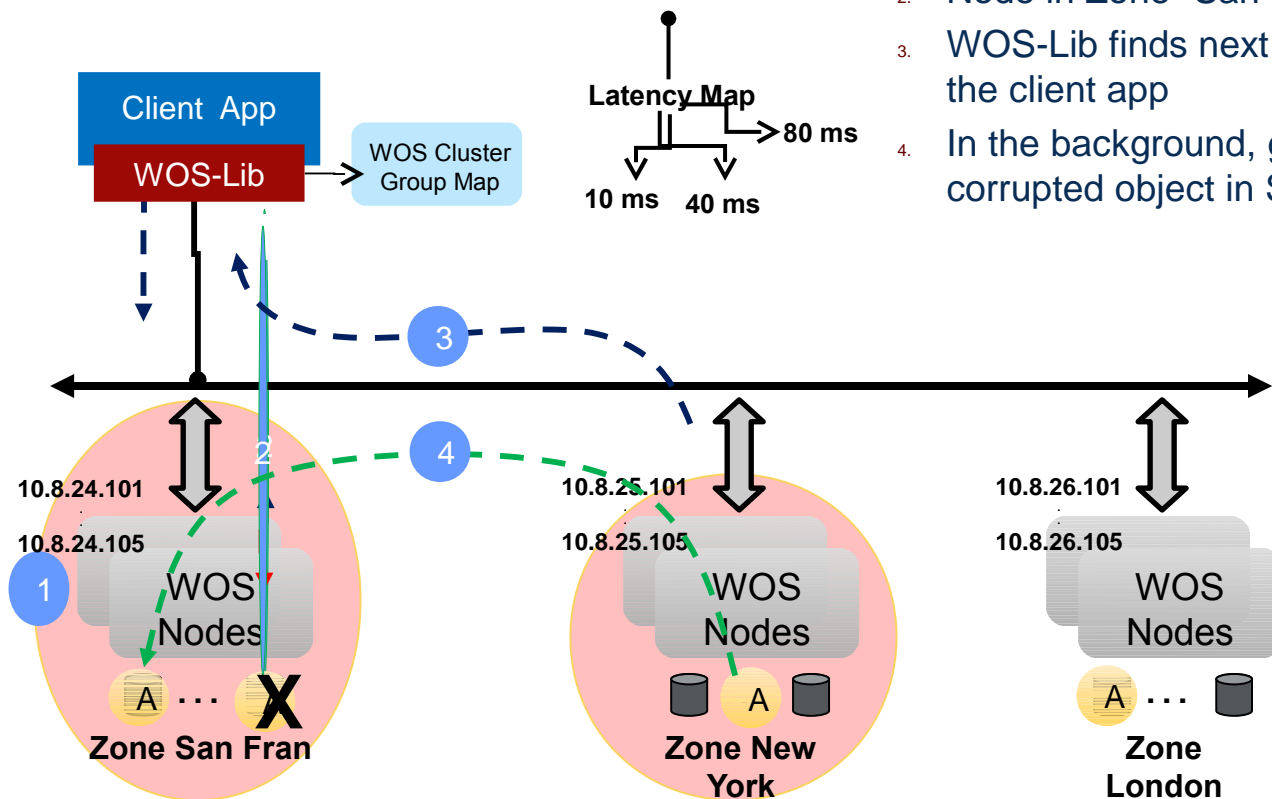 2. Node in Zone "San
3. WOS-Lib finds next
the client app
4. In the background, g
corrupted object in S
Client App
WOS-Lib
WOS Cluster
Group Map
Latency Map
80 ms
10 ms 40 ms
3
2
4
10.8.24.101
.
.
10.8.24.105
10.8.25.101
.
.
10.8.25.105
10.8.26.101
.
.
10.8.26.105
1
WOS
Nodes
WOS
Nodes
WOS
Nodes
A ... X
A
A ...
Zone San Fran
Zone New
York
Zone
London